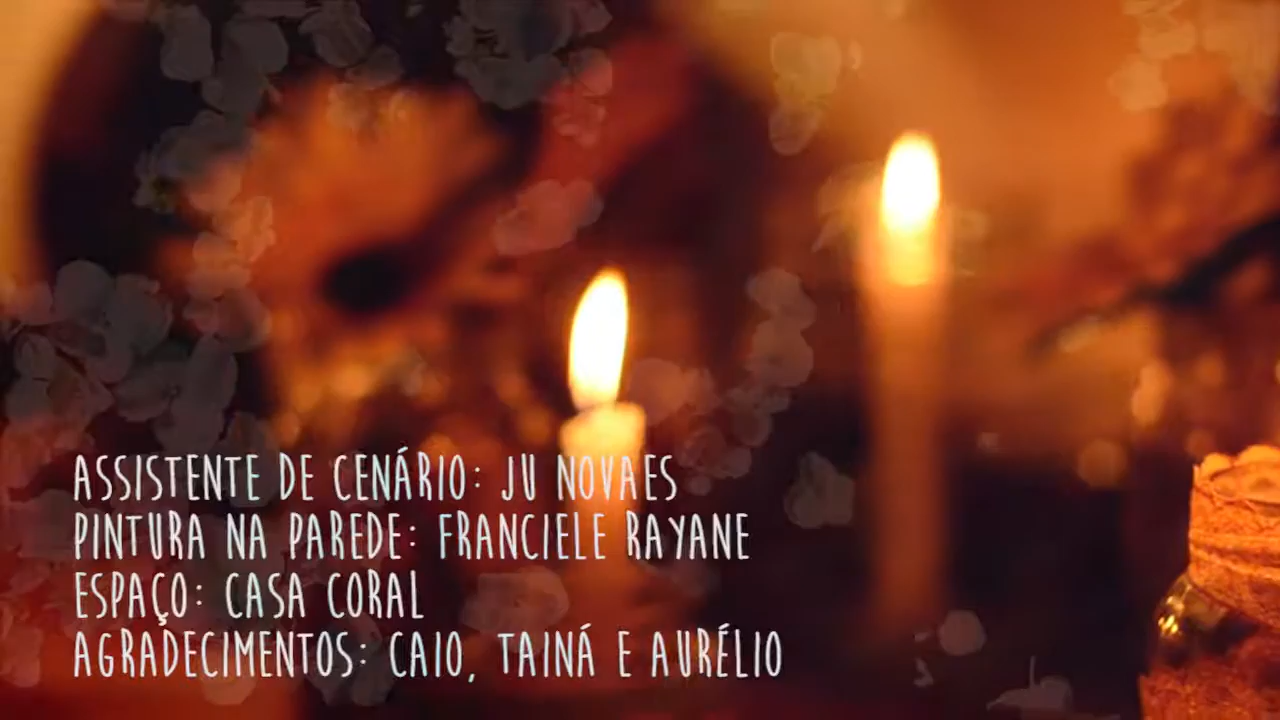 ASSISTENTE DE CENÁRIO: JU NOVAES
PINTURA NA PAREDE: FRANCIELE RAYANE
ESPAÇO: CASA CORAL
AGRADECIMENTOS: CAIO, TAINÁ E AURÉLIO